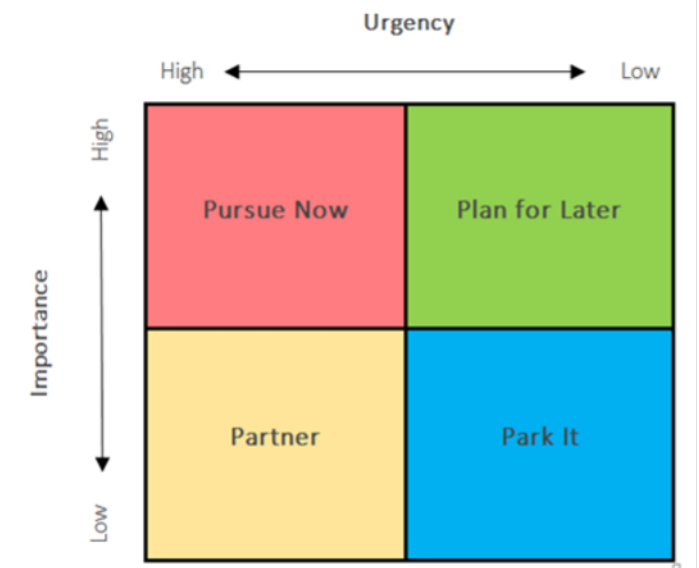 Urgency
High
Low
High
Pursue Now
Plan for Later
Importance
Partner
Park It
Low